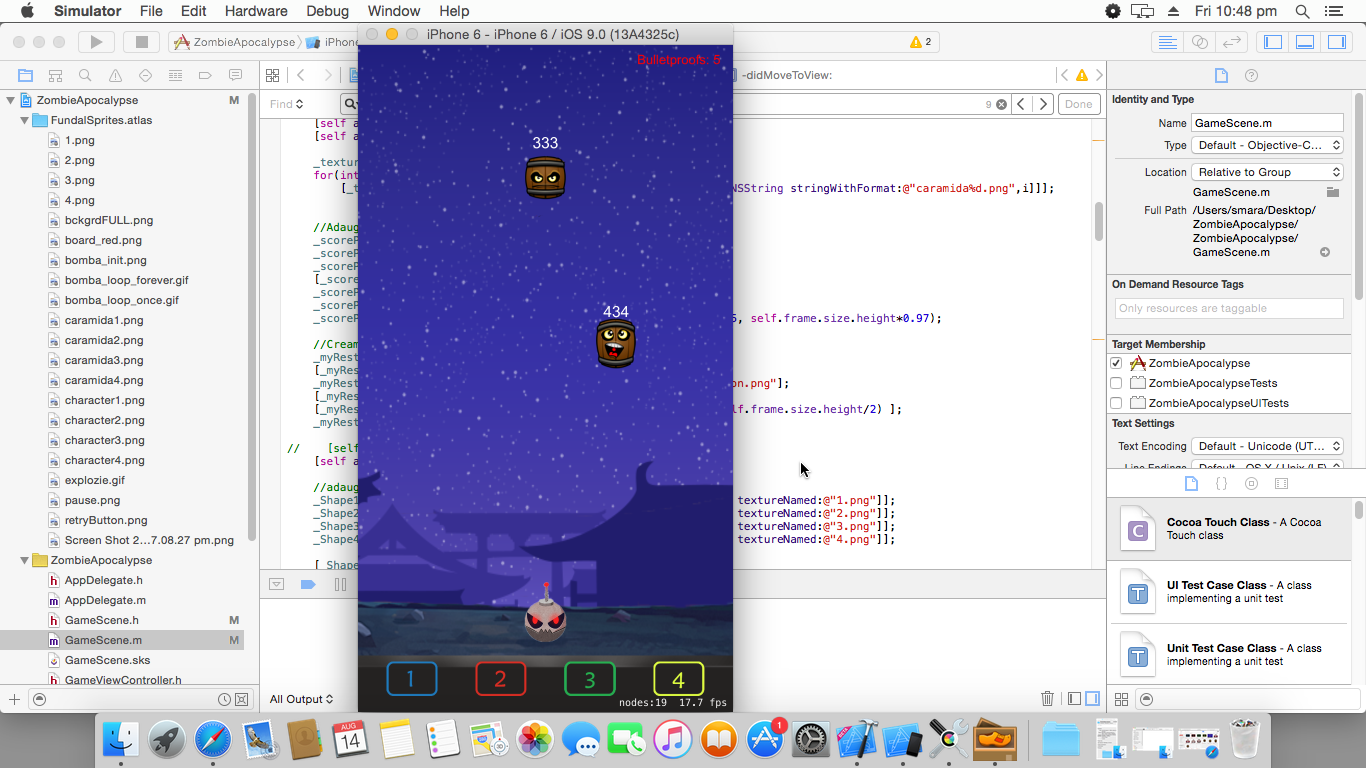 Simulator File Edit Hardware Debug Window Help
Fri 10:48 pm
ZombieApocalypse
iPhone 6 - iPhone 6 / iOS 9.0 (13A4325c)
2
-didMoveToView:
Find
9
Done
ZombieApocalypse M
FundalSprites.atlas
1.png
2.png
3.png
4.png
bckgrdFULL.png
board_red.png
bomba_init.png
bomba_loop_forever.gif
bomba_loop_once.gif
caramida1.png
caramida2.png
caramida3.png
caramida4.png
character1.png
character2.png
character3.png
character4.png
explozie.gif
pause.png
retryButton.png
Screen Shot 2...7.08.27 pm.png
ZombieApocalypse
AppDelegate.h
AppDelegate.m
GameScene.h M
GameScene.m M
GameScene.sks
GameViewController.h
[self a
[self a
_textur
for(int
[_t
NSString stringWithFormat:@"caramida%d.png",i]]];
//Adaug
_scoreF
_scoreF
_scoreF
[_score
_scoreF
_scoreF
_scoreF
, self.frame.size.height*0.97);
//Cream
_myRest
[_myRes
_myRest
on.png"];
[_myRes
[_myRes
lf.frame.size.height/2) ];
_myRest
// [self
[self a
//adaug
_Shape1
textureNamed:@"1.png"]];
_Shape2
textureNamed:@"2.png"]];
_Shape3
textureNamed:@"3.png"]];
_Shape4
textureNamed:@"4.png"]];
[_Shape
All Output
Bulletproofs: 5
333
434
1 2 3 4
nodes:19 17.7 fps
Identity and Type
Name GameScene.m
Type Default - Objective-C...
Location Relative to Group
GameScene.m
Full Path /Users/smara/Desktop/
ZombieApocalypse/
ZombieApocalypse/
GameScene.m
On Demand Resource Tags
Only resources are taggable
Target Membership
ZombieApocalypse
ZombieApocalypseTests
ZombieApocalypseUITests
Text Settings
Text Encoding Default - Unicode (UT...
Line Endings Default - OS X / Unix (LF)
C
Cocoa Touch Class - A Cocoa
Touch class
T
UI Test Case Class - A class
implementing a unit test
T
Unit Test Case Class - A class
implementing a unit test
AUG
14
1